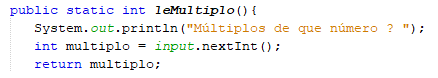 public static int leMultiplo(){
System.out.println("Múltiplos de que número ? ");
int multiplo = input.nextInt();
return multiplo;